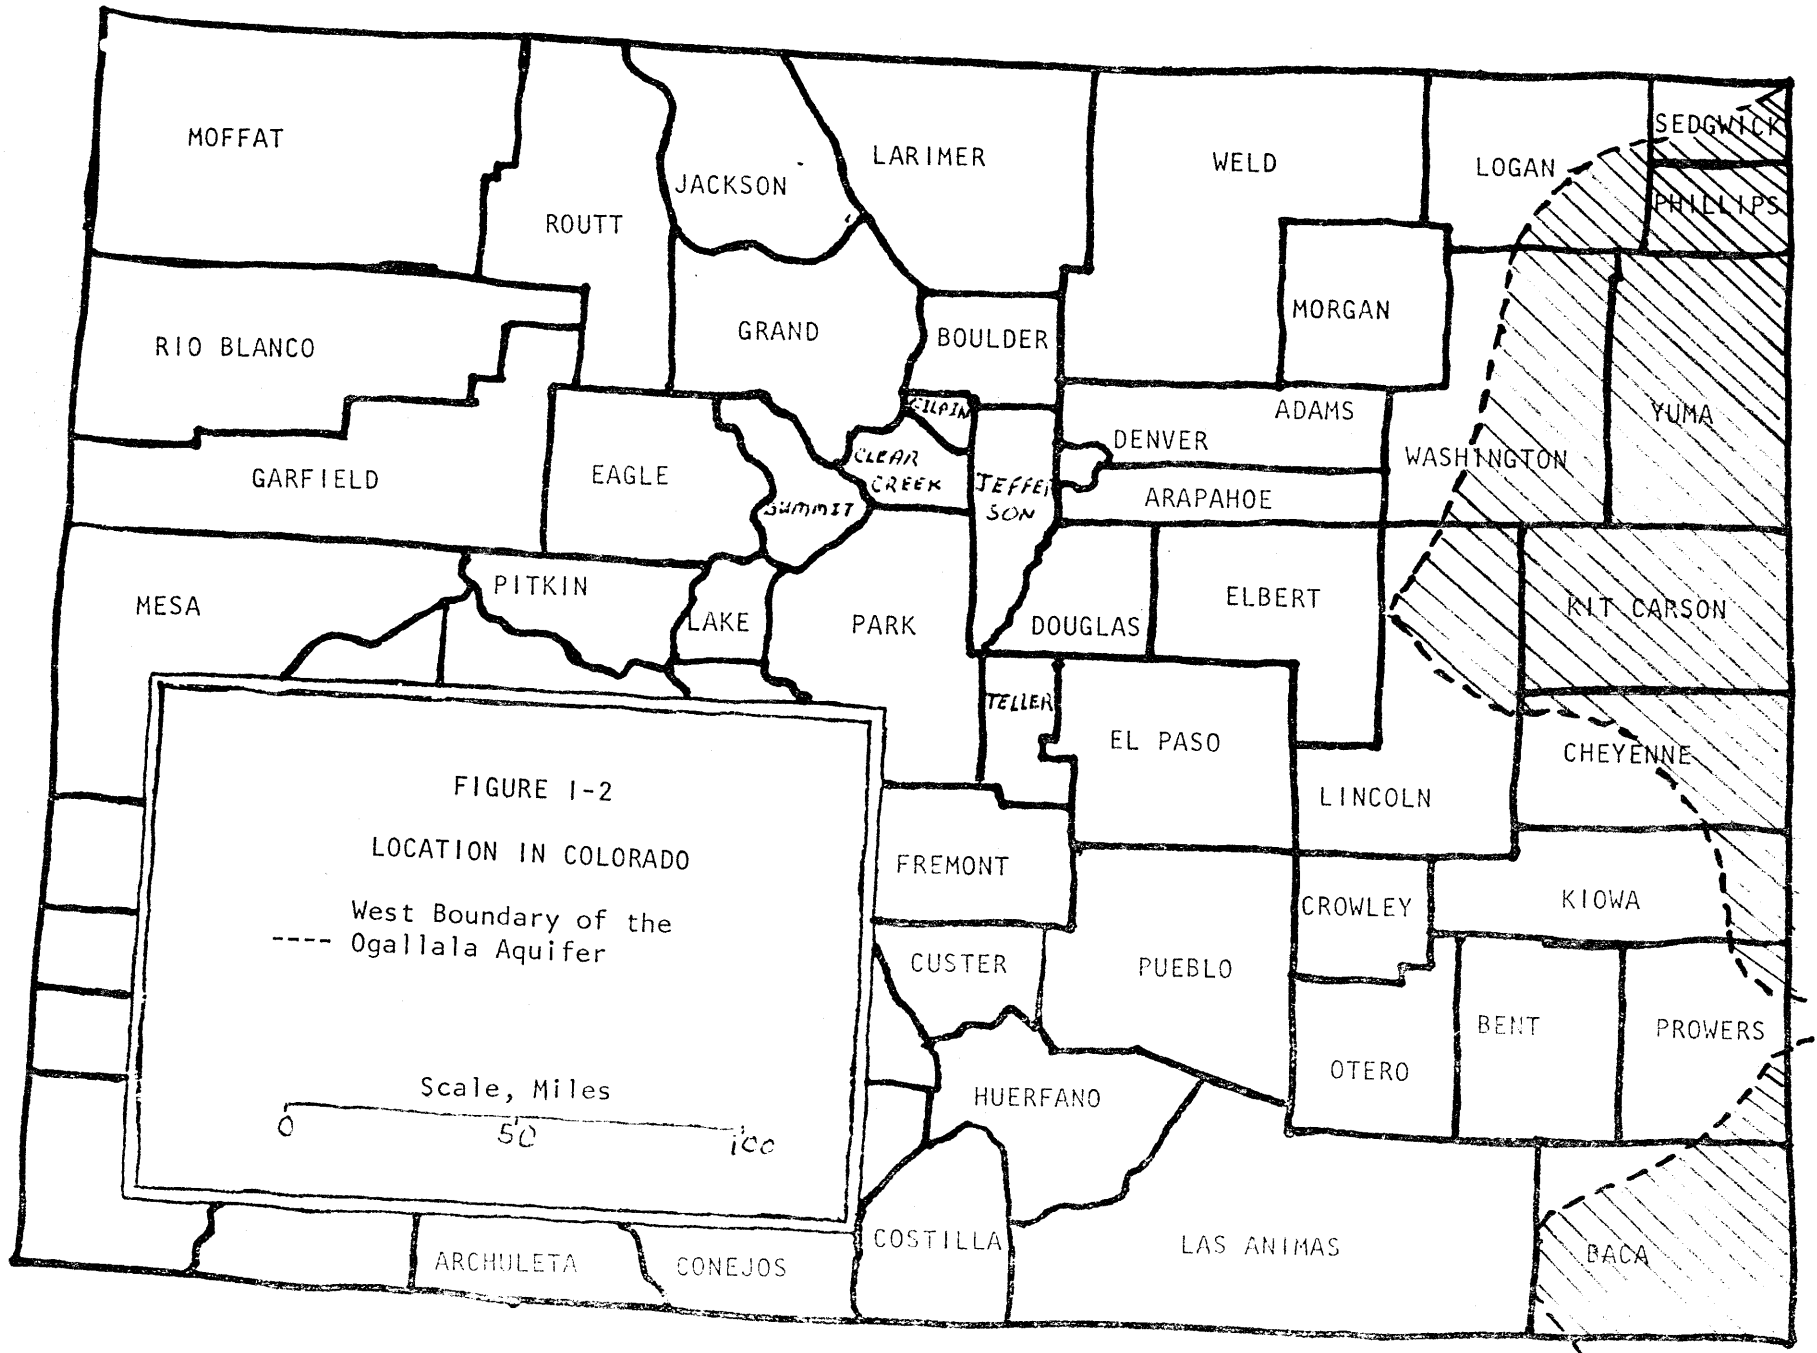 MOFFAT
JACKSON
LARIMER
WELD
LOGAN
SEDGWICK
PHILLIPS
ROUTT
RIO BLANCO
GRAND
BOULDER
MORGAN
YUMA
WASHINGTON
GILPIN
ADAMS
DENVER
GARFIELD
EAGLE
SUMMIT
CLEAR
CREEK
JEFFER
SON
ARAPAHOE
MESA
PITKIN
LAKE
PARK
DOUGLAS
ELBERT
KIT CARSON
TELLER
EL PASO
LINCOLN
CHEYENNE
FIGURE I-2
LOCATION IN COLORADO
West Boundary of the
---- Ogallala Aquifer
Scale, Miles
0 50 100
FREMONT
CROWLEY
KIOWA
CUSTER
PUEBLO
BENT
PROWERS
OTERO
HUERFANO
COSTILLA
LAS ANIMAS
BACA
ARCHULETA
CONEJOS